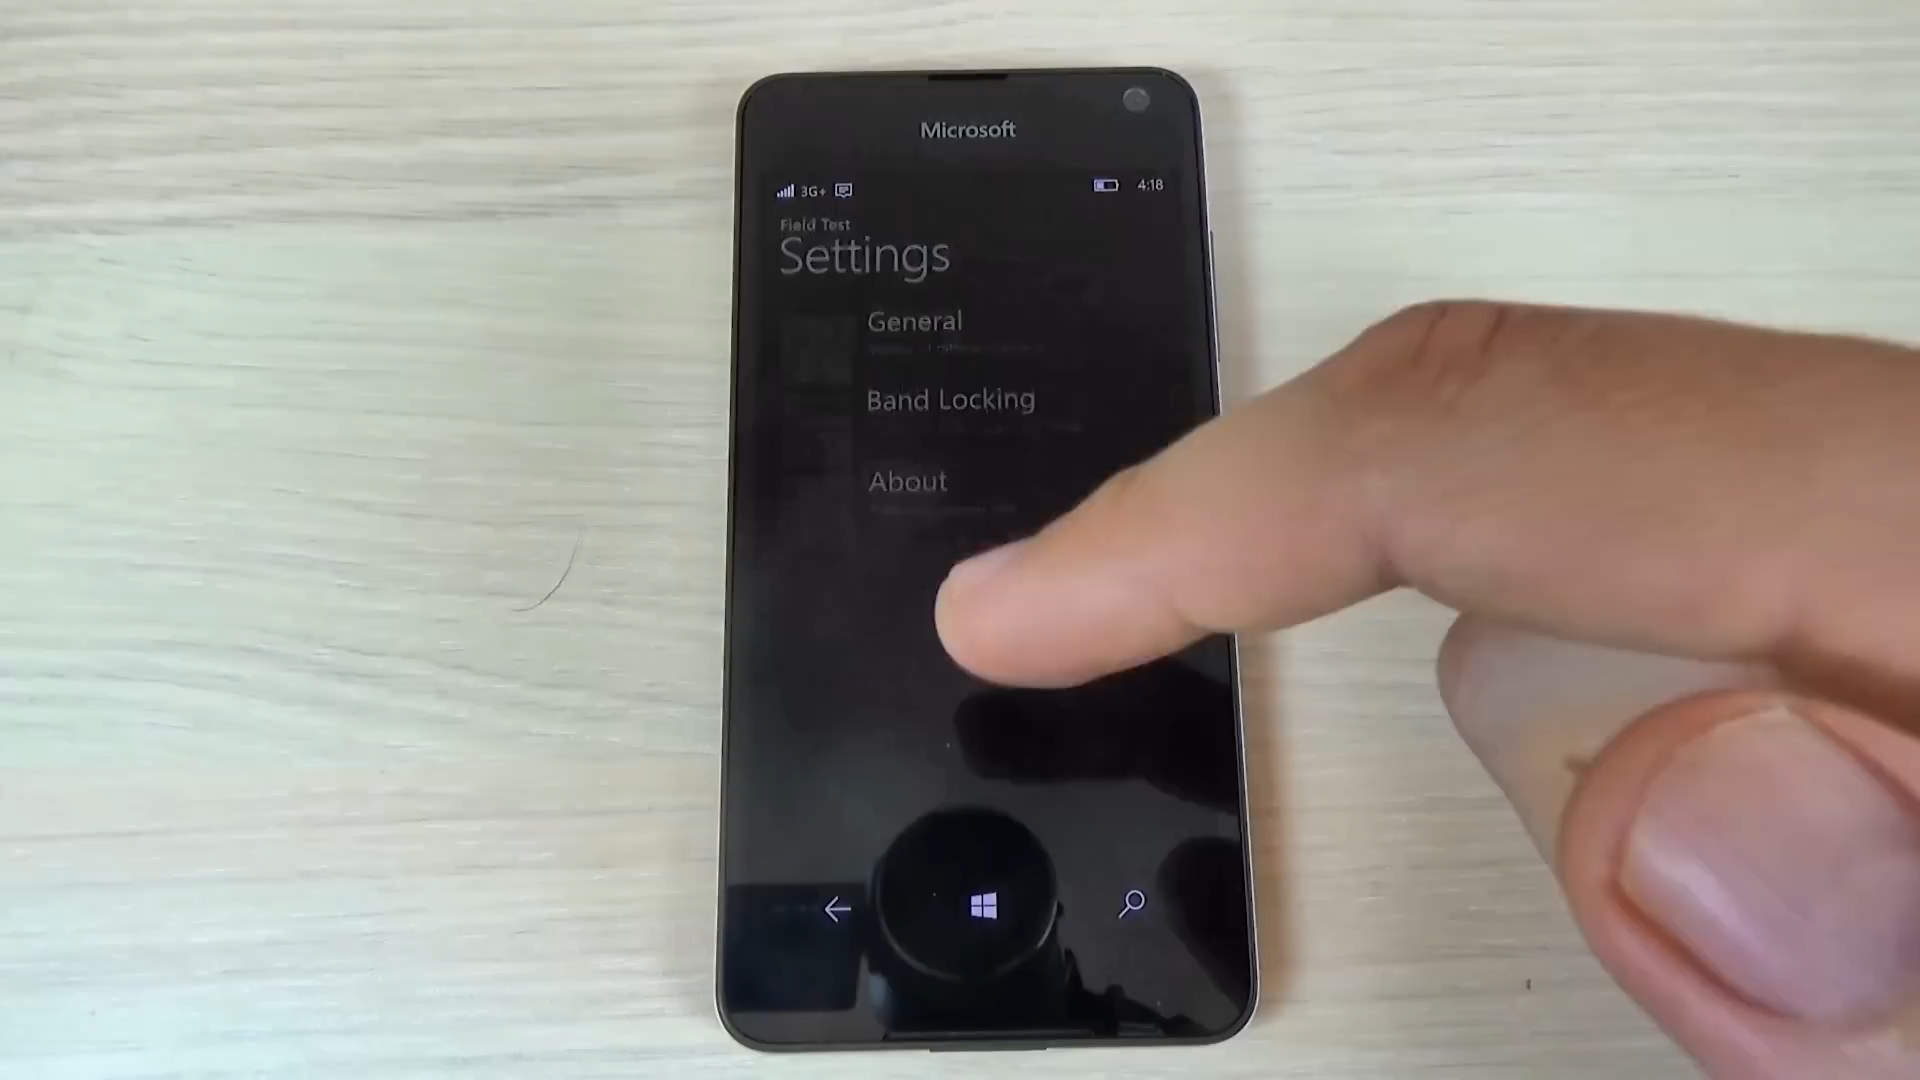 Microsoft
3G+
4:18
Field Test
Settings
General
Band Locking
About